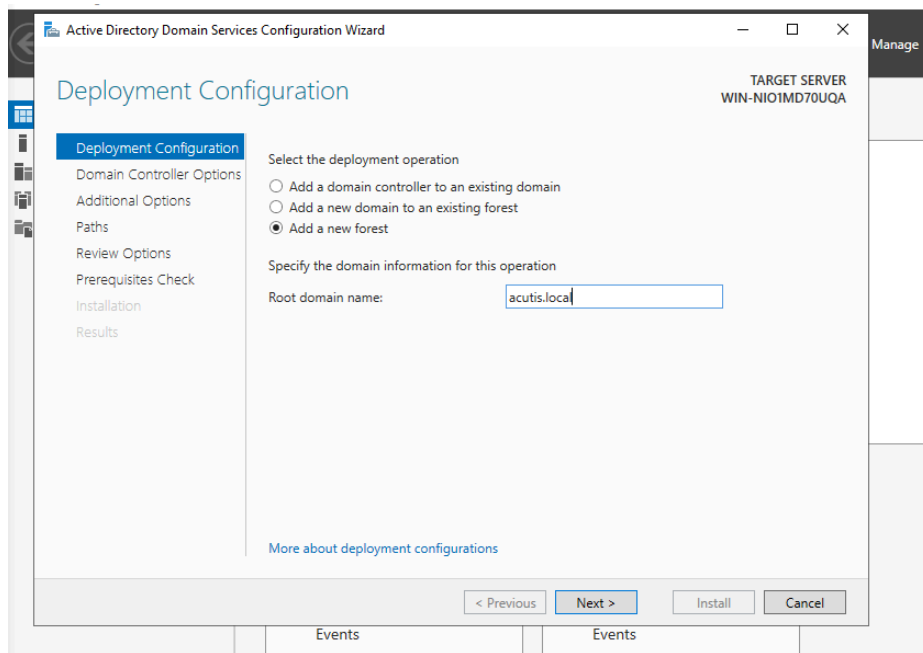 Active Directory Domain Services Configuration Wizard
Manage
Deployment Configuration
TARGET SERVER
WIN-NIO1MD70UQA
Deployment Configuration
Domain Controller Options
Additional Options
Paths
Review Options
Prerequisites Check
Installation
Results
Select the deployment operation
Add a domain controller to an existing domain
Add a new domain to an existing forest
Add a new forest
Specify the domain information for this operation
Root domain name:
acutis.local
More about deployment configurations
< Previous
Next >
Install
Cancel
Events
Events